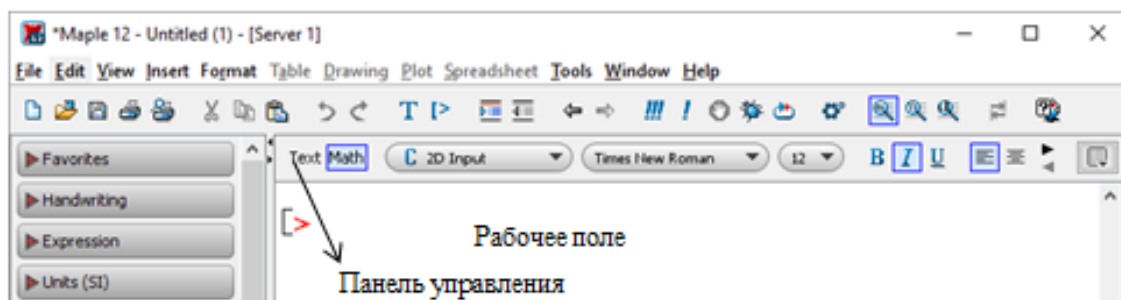 *Maple 12 - Untitled (1) - [Server 1]
File Edit View Insert Format Table Drawing Plot Spreadsheet Tools Window Help
T [> !!! !
Favorites
Text Math C 2D Input Times New Roman 12 B I U
Handwriting
[>
Expression
Рабочее поле
Units (SI)
Панель управления